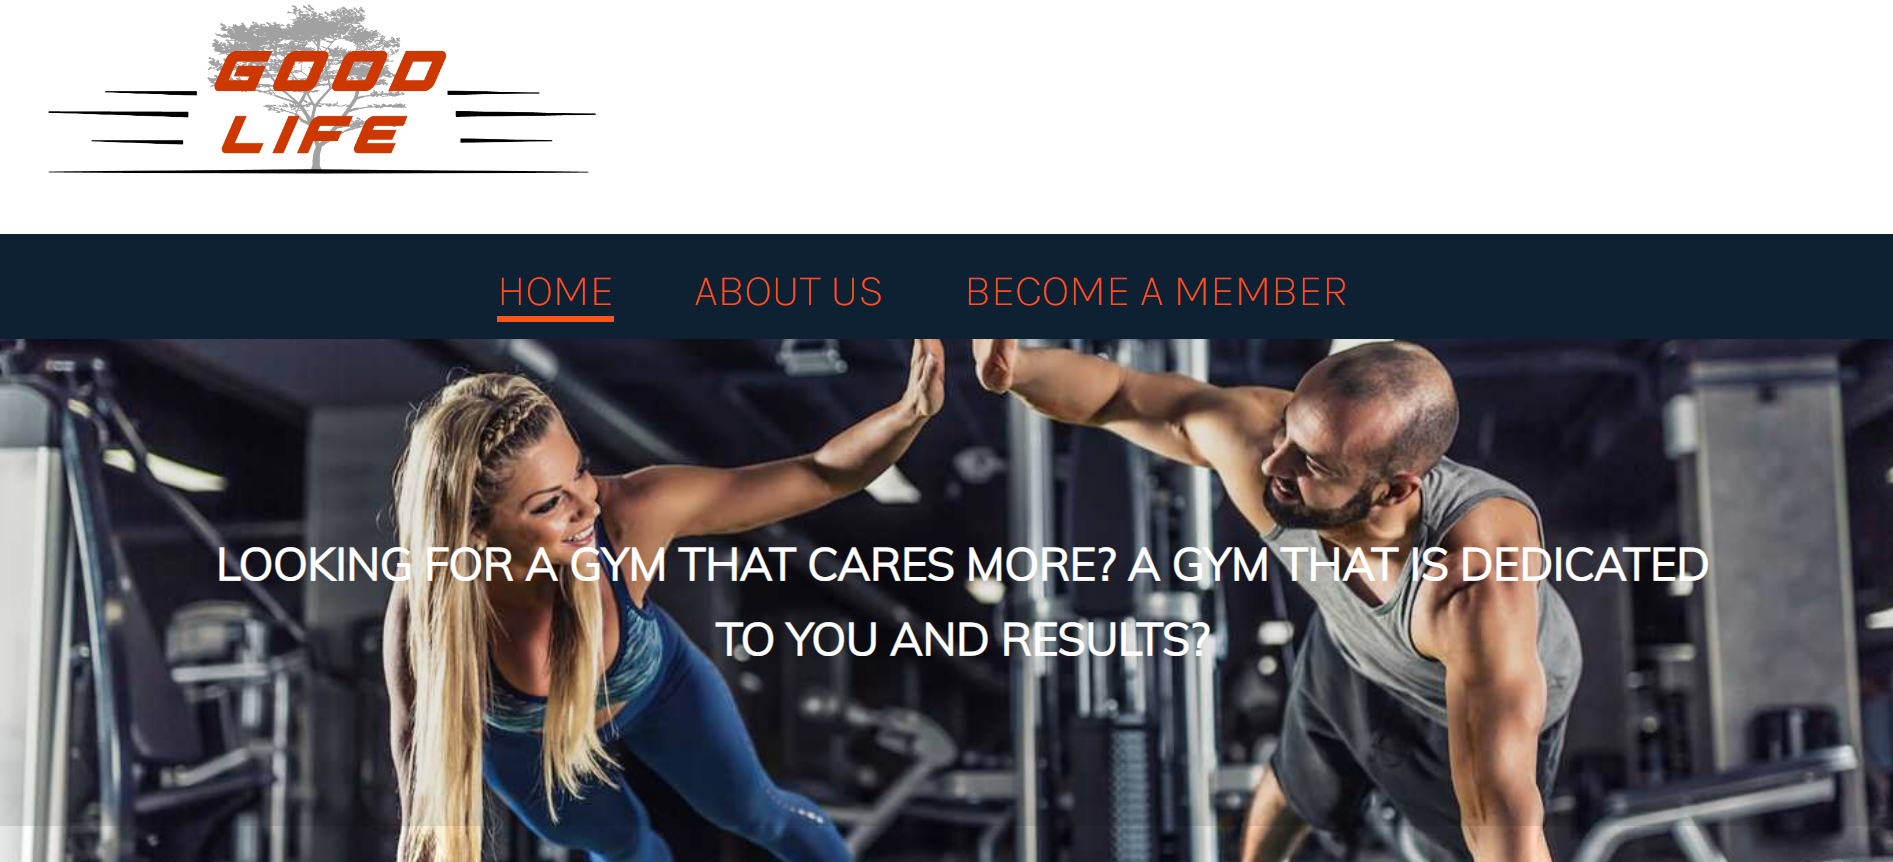 GOOD
LIFE
HOME ABOUT US BECOME A MEMBER
LOOKING FOR A GYM THAT CARES MORE? A GYM THAT IS DEDICATED
TO YOU AND RESULTS?